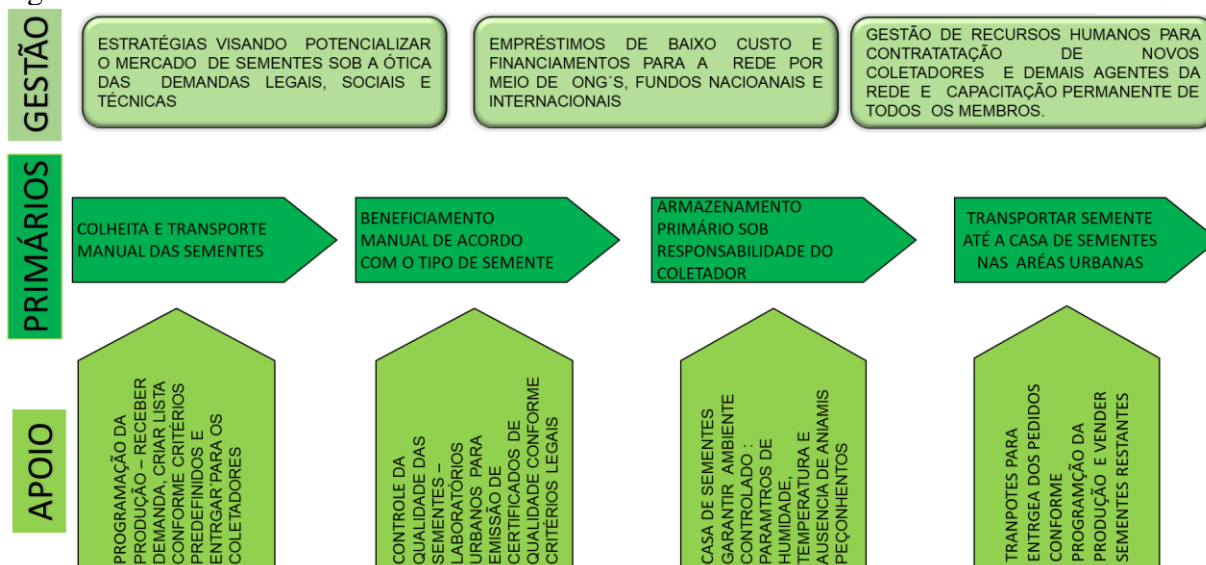 GESTÃO
ESTRATÉGIAS VISANDO POTENCIALIZAR
O MERCADO DE SEMENTES SOB A ÓTICA
DAS DEMANDAS LEGAIS, SOCIAIS E
TÉCNICAS
EMPRÉSTIMOS DE BAIXO CUSTO E
FINANCIAMENTOS PARA A REDE POR
MEIO DE ONG´S, FUNDOS NACIOANAIS E
INTERNACIONAIS
GESTÃO DE RECURSOS HUMANOS PARA
CONTRATATAÇÃO DE NOVOS
COLETADORES E DEMAIS AGENTES DA
REDE E CAPACITAÇÃO PERMANENTE DE
TODOS OS MEMBROS.
PRIMÁRIOS
COLHEITA E TRANSPORTE
MANUAL DAS SEMENTES
BENEFICIAMENTO
MANUAL DE ACORDO
COM O TIPO DE SEMENTE
ARMAZENAMENTO
PRIMÁRIO SOB
RESPONSABILIDADE DO
COLETADOR
TRANSPORTAR SEMENTE
ATÉ A CASA DE SEMENTES
NAS ARÉAS URBANAS
APOIO
PROGRAMAÇÃO DA
PRODUÇÃO – RECEBER
DEMANDA, CRIAR LISTA
CONFORME CRITÉRIOS
PREDEFINIDOS E
ENTRGAR´PARA OS
COLETADORES
CONTROLE DA
QUALIDADE DAS
SEMENTES –
LABORATÓRIOS
URBANOS PARA
EMISSÃO DE
CERTIFICADOS DE
QUALIDADE CONFORME
CRITÉRIOS LEGAIS
CASA DE SEMENTES
GARANTIR AMBIENTE
CONTROLADO :
PARAMTROS DE
HUMIDADE,
TEMPERATURA E
AUSENCIA DE ANIAMIS
PEÇONHENTOS
TRANPOTES PARA
ENTRGEA DOS PEDIDOS
CONFORME
PROGRAMÇÃO DA
PRODUÇÃO E VENDER
SEMENTES RESTANTES